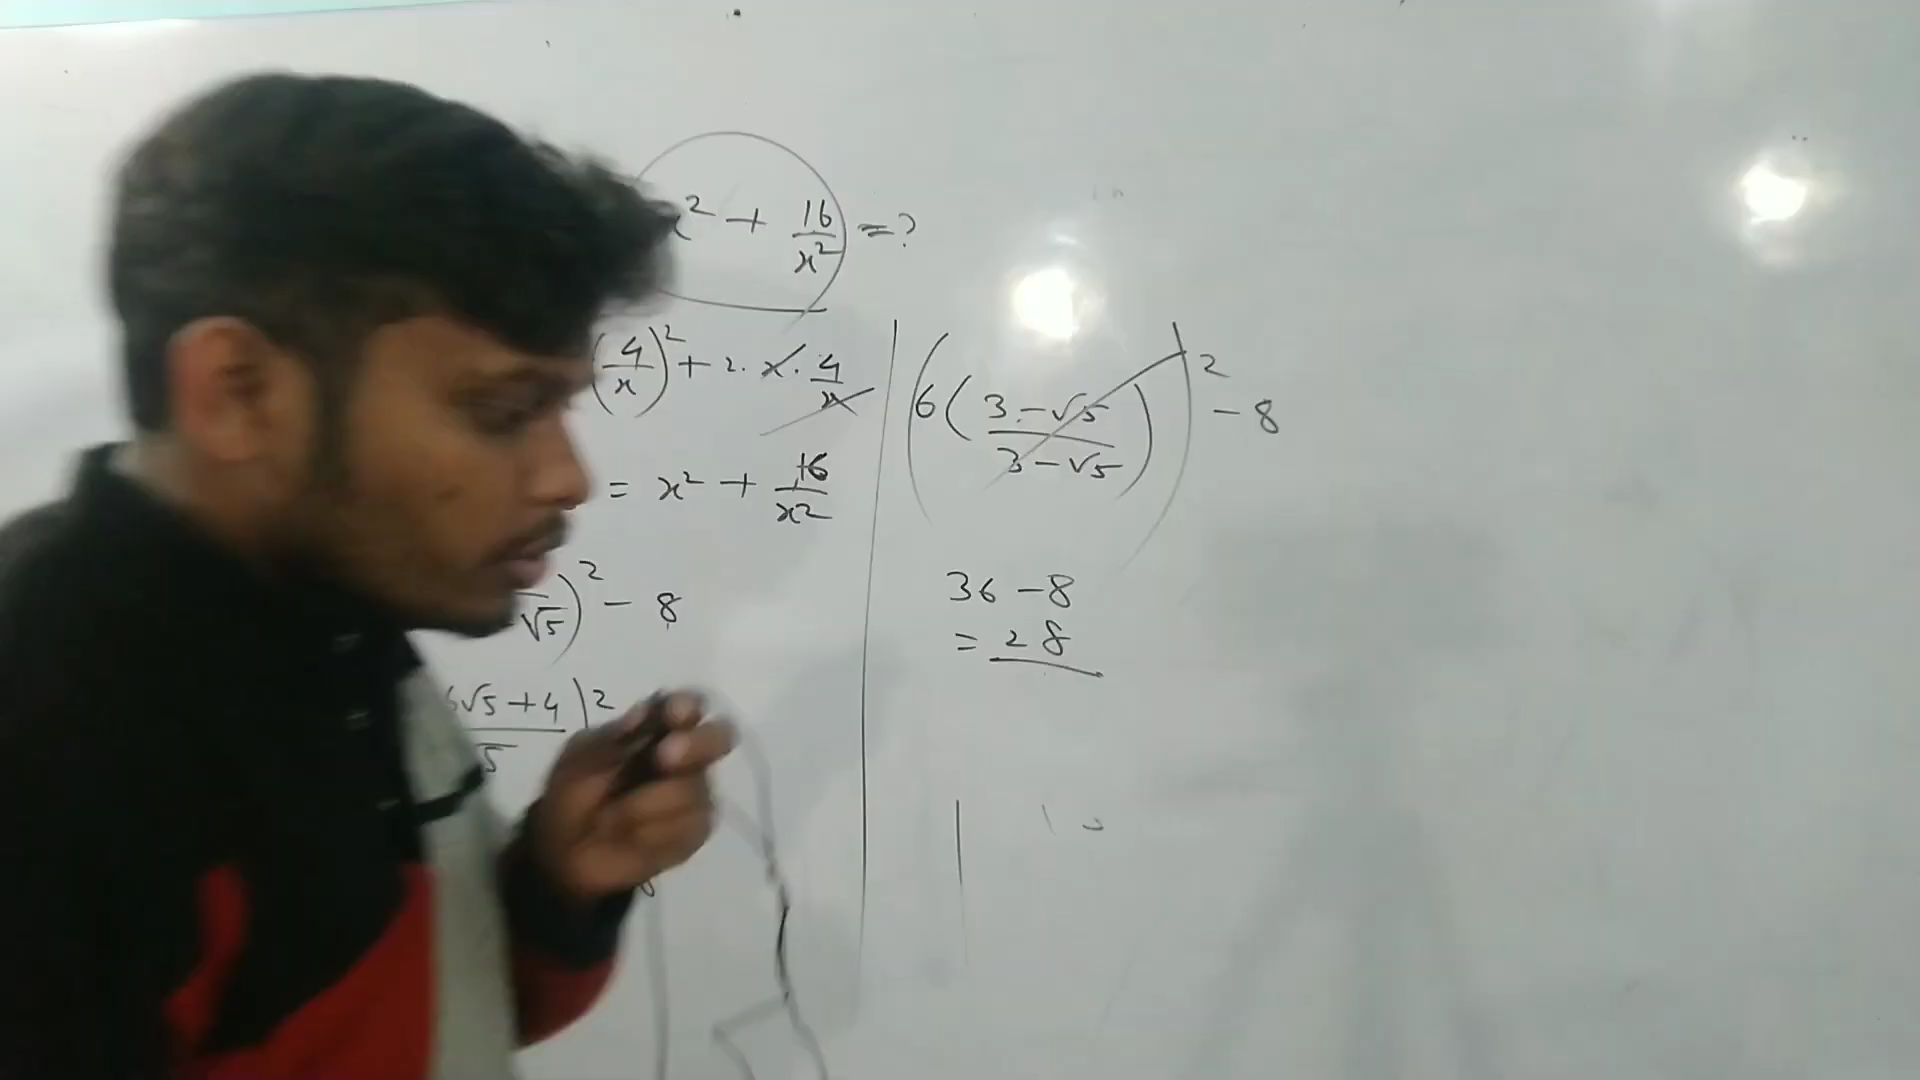 x² + 16/x² = ?
(4/x)² + 2 · x · 4/x
= x² + 16/x²
√5)² - 8
√5 + 4)²
5
(6(3 - √5 / 3 - √5))² - 8
36 - 8
= 28